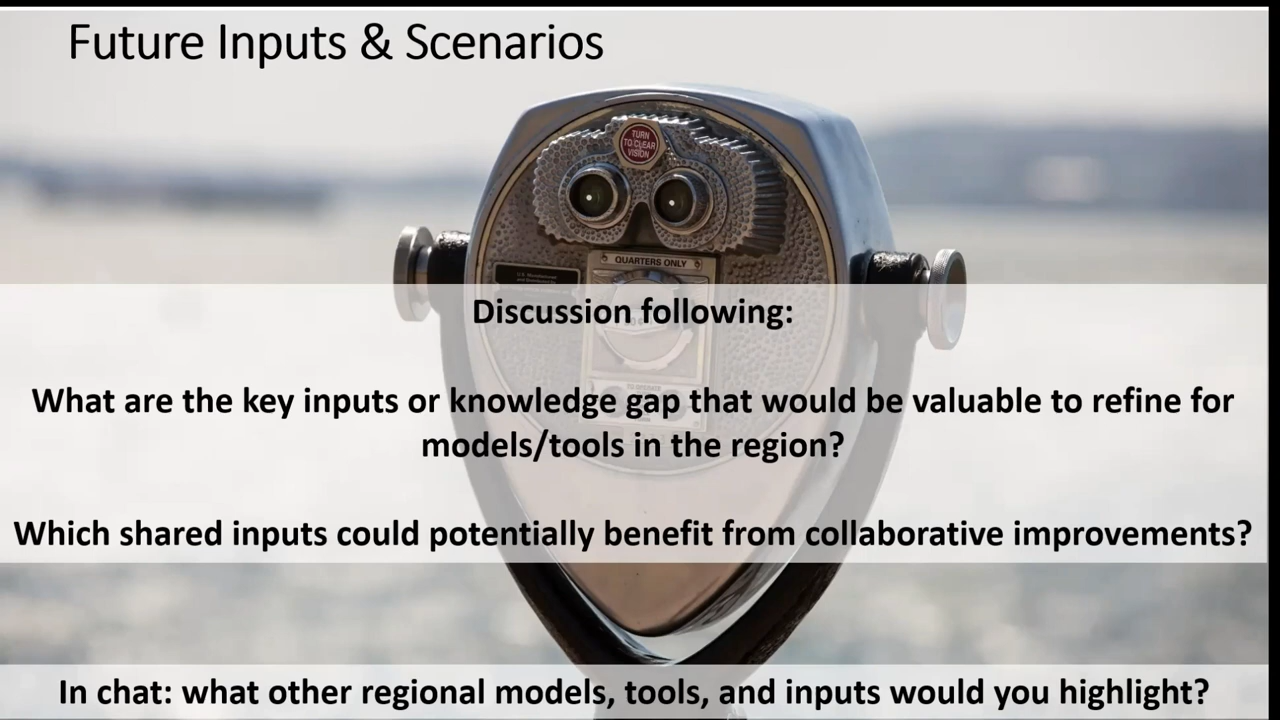 Future Inputs & Scenarios
TURN
TO CLEAR
VISION
QUARTERS ONLY
Discussion following:
TO OPERATE
What are the key inputs or knowledge gap that would be valuable to refine for
models/tools in the region?
Which shared inputs could potentially benefit from collaborative improvements?
In chat: what other regional models, tools, and inputs would you highlight?